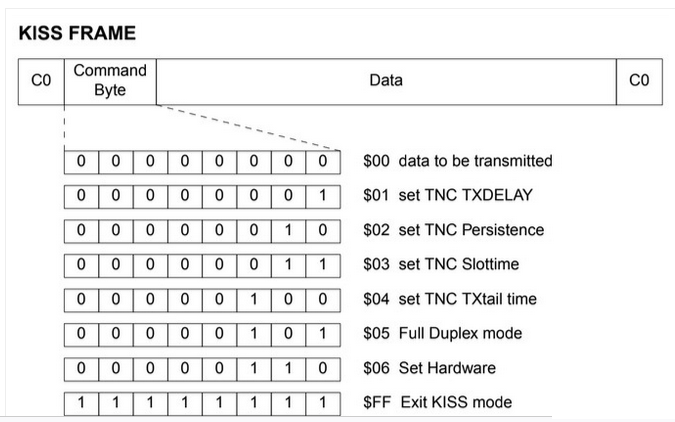 KISS FRAME
C0 Command Byte Data C0
0 0 0 0 0 0 0 0 $00 data to be transmitted
0 0 0 0 0 0 0 1 $01 set TNC TXDELAY
0 0 0 0 0 0 1 0 $02 set TNC Persistence
0 0 0 0 0 0 1 1 $03 set TNC Slottime
0 0 0 0 0 1 0 0 $04 set TNC TXtail time
0 0 0 0 0 1 0 1 $05 Full Duplex mode
0 0 0 0 0 1 1 0 $06 Set Hardware
1 1 1 1 1 1 1 1 $FF Exit KISS mode